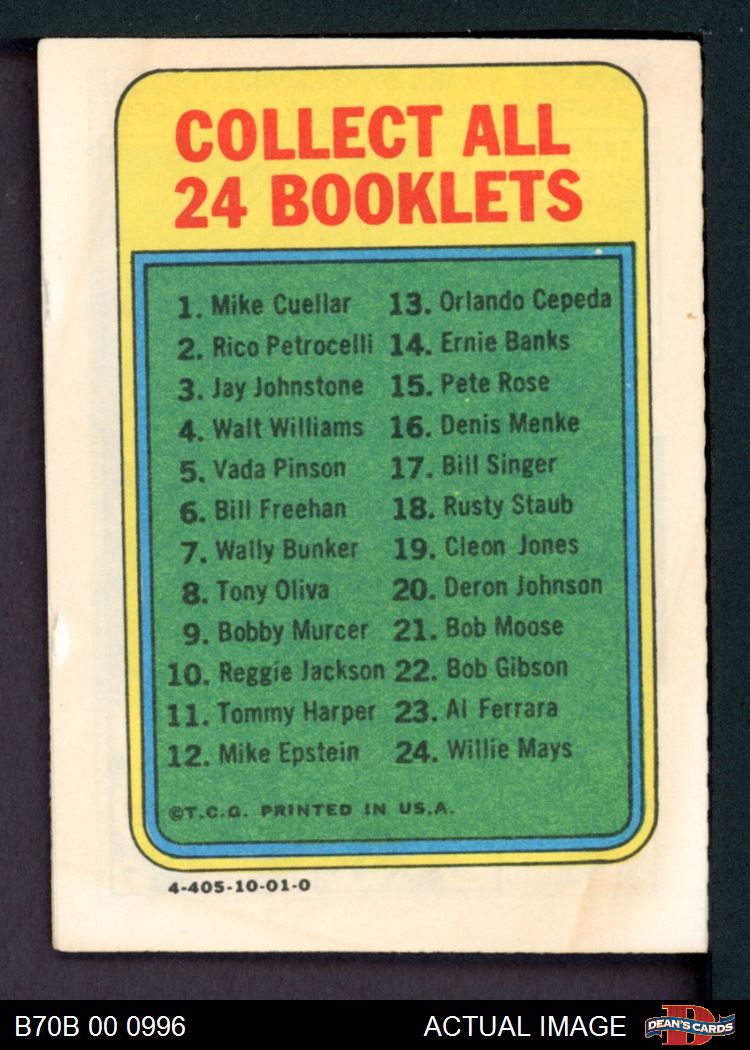 COLLECT ALL
24 BOOKLETS
1. Mike Cuellar
2. Rico Petrocelli
3. Jay Johnstone
4. Walt Williams
5. Vada Pinson
6. Bill Freehan
7. Wally Bunker
8. Tony Oliva
9. Bobby Murcer
10. Reggie Jackson
11. Tommy Harper
12. Mike Epstein
13. Orlando Cepeda
14. Ernie Banks
15. Pete Rose
16. Denis Menke
17. Bill Singer
18. Rusty Staub
19. Cleon Jones
20. Deron Johnson
21. Bob Moose
22. Bob Gibson
23. Al Ferrara
24. Willie Mays
©T.C.G. PRINTED IN U.S.A.
4-405-10-01-0
B70B 00 0996
ACTUAL IMAGE
D
DEAN'S CARDS